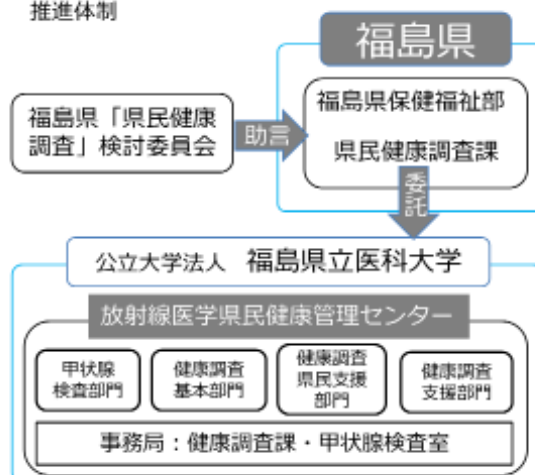 推進体制
福島県
福島県「県民健康
調査」検討委員会
助言
福島県保健福祉部
県民健康調査課
委託
公立大学法人 福島県立医科大学
放射線医学県民健康管理センター
甲状腺
検査部門
健康調査
基本部門
健康調査
県民支援
部門
健康調査
支援部門
事務局：健康調査課・甲状腺検査室